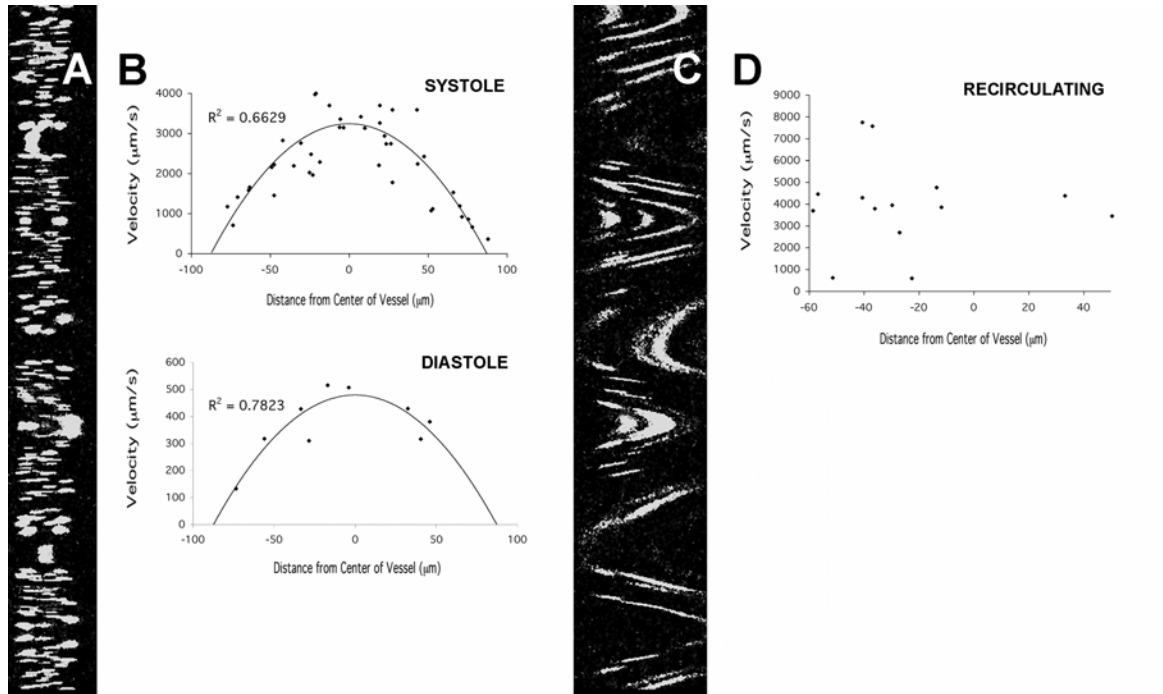 A
B
SYSTOLE
Velocity (μm/s)
4000
3000
2000
1000
0
R² = 0.6629
-100 -50 0 50 100
Distance from Center of Vessel (μm)
DIASTOLE
Velocity (μm/s)
600
500
400
300
200
100
0
R² = 0.7823
-100 -50 0 50 100
Distance from Center of Vessel (μm)
C
D
RECIRCULATING
Velocity (μm/s)
9000
8000
7000
6000
5000
4000
3000
2000
1000
0
-60 -40 -20 0 20 40
Distance from Center of Vessel (μm)